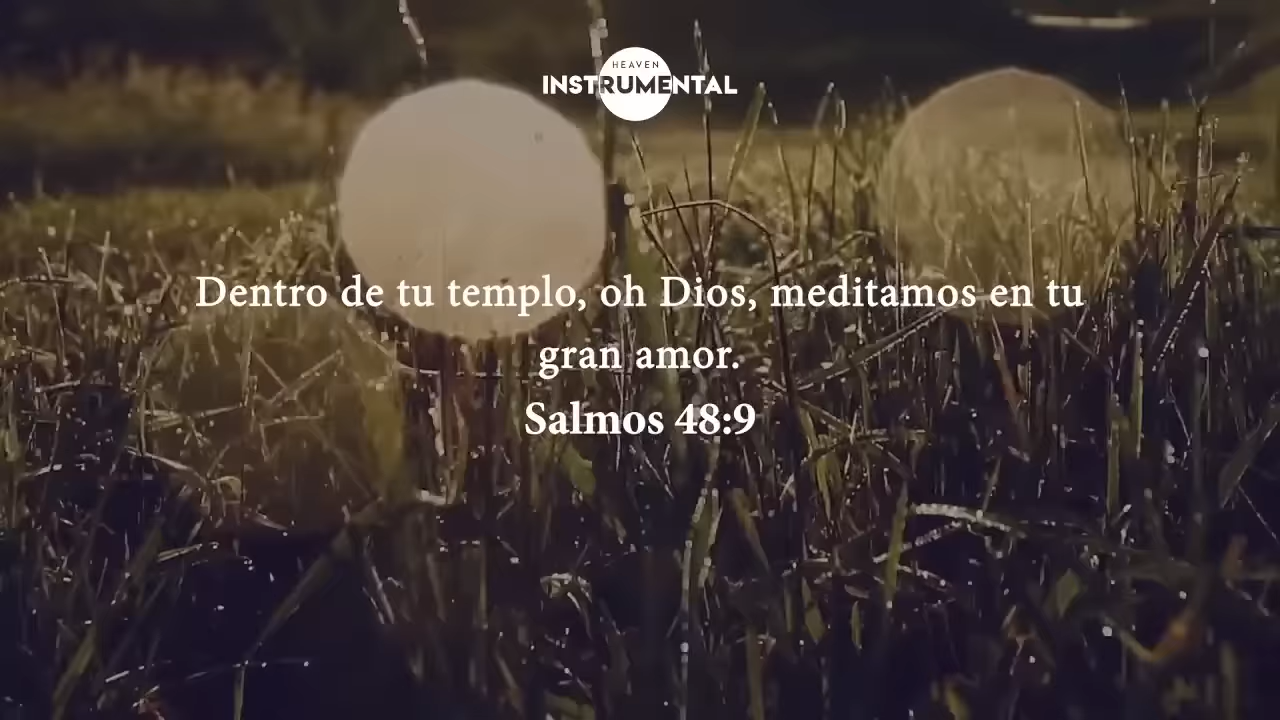 HEAVEN
INSTRUMENTAL
Dentro de tu templo, oh Dios, meditamos en tu
gran amor.
Salmos 48:9